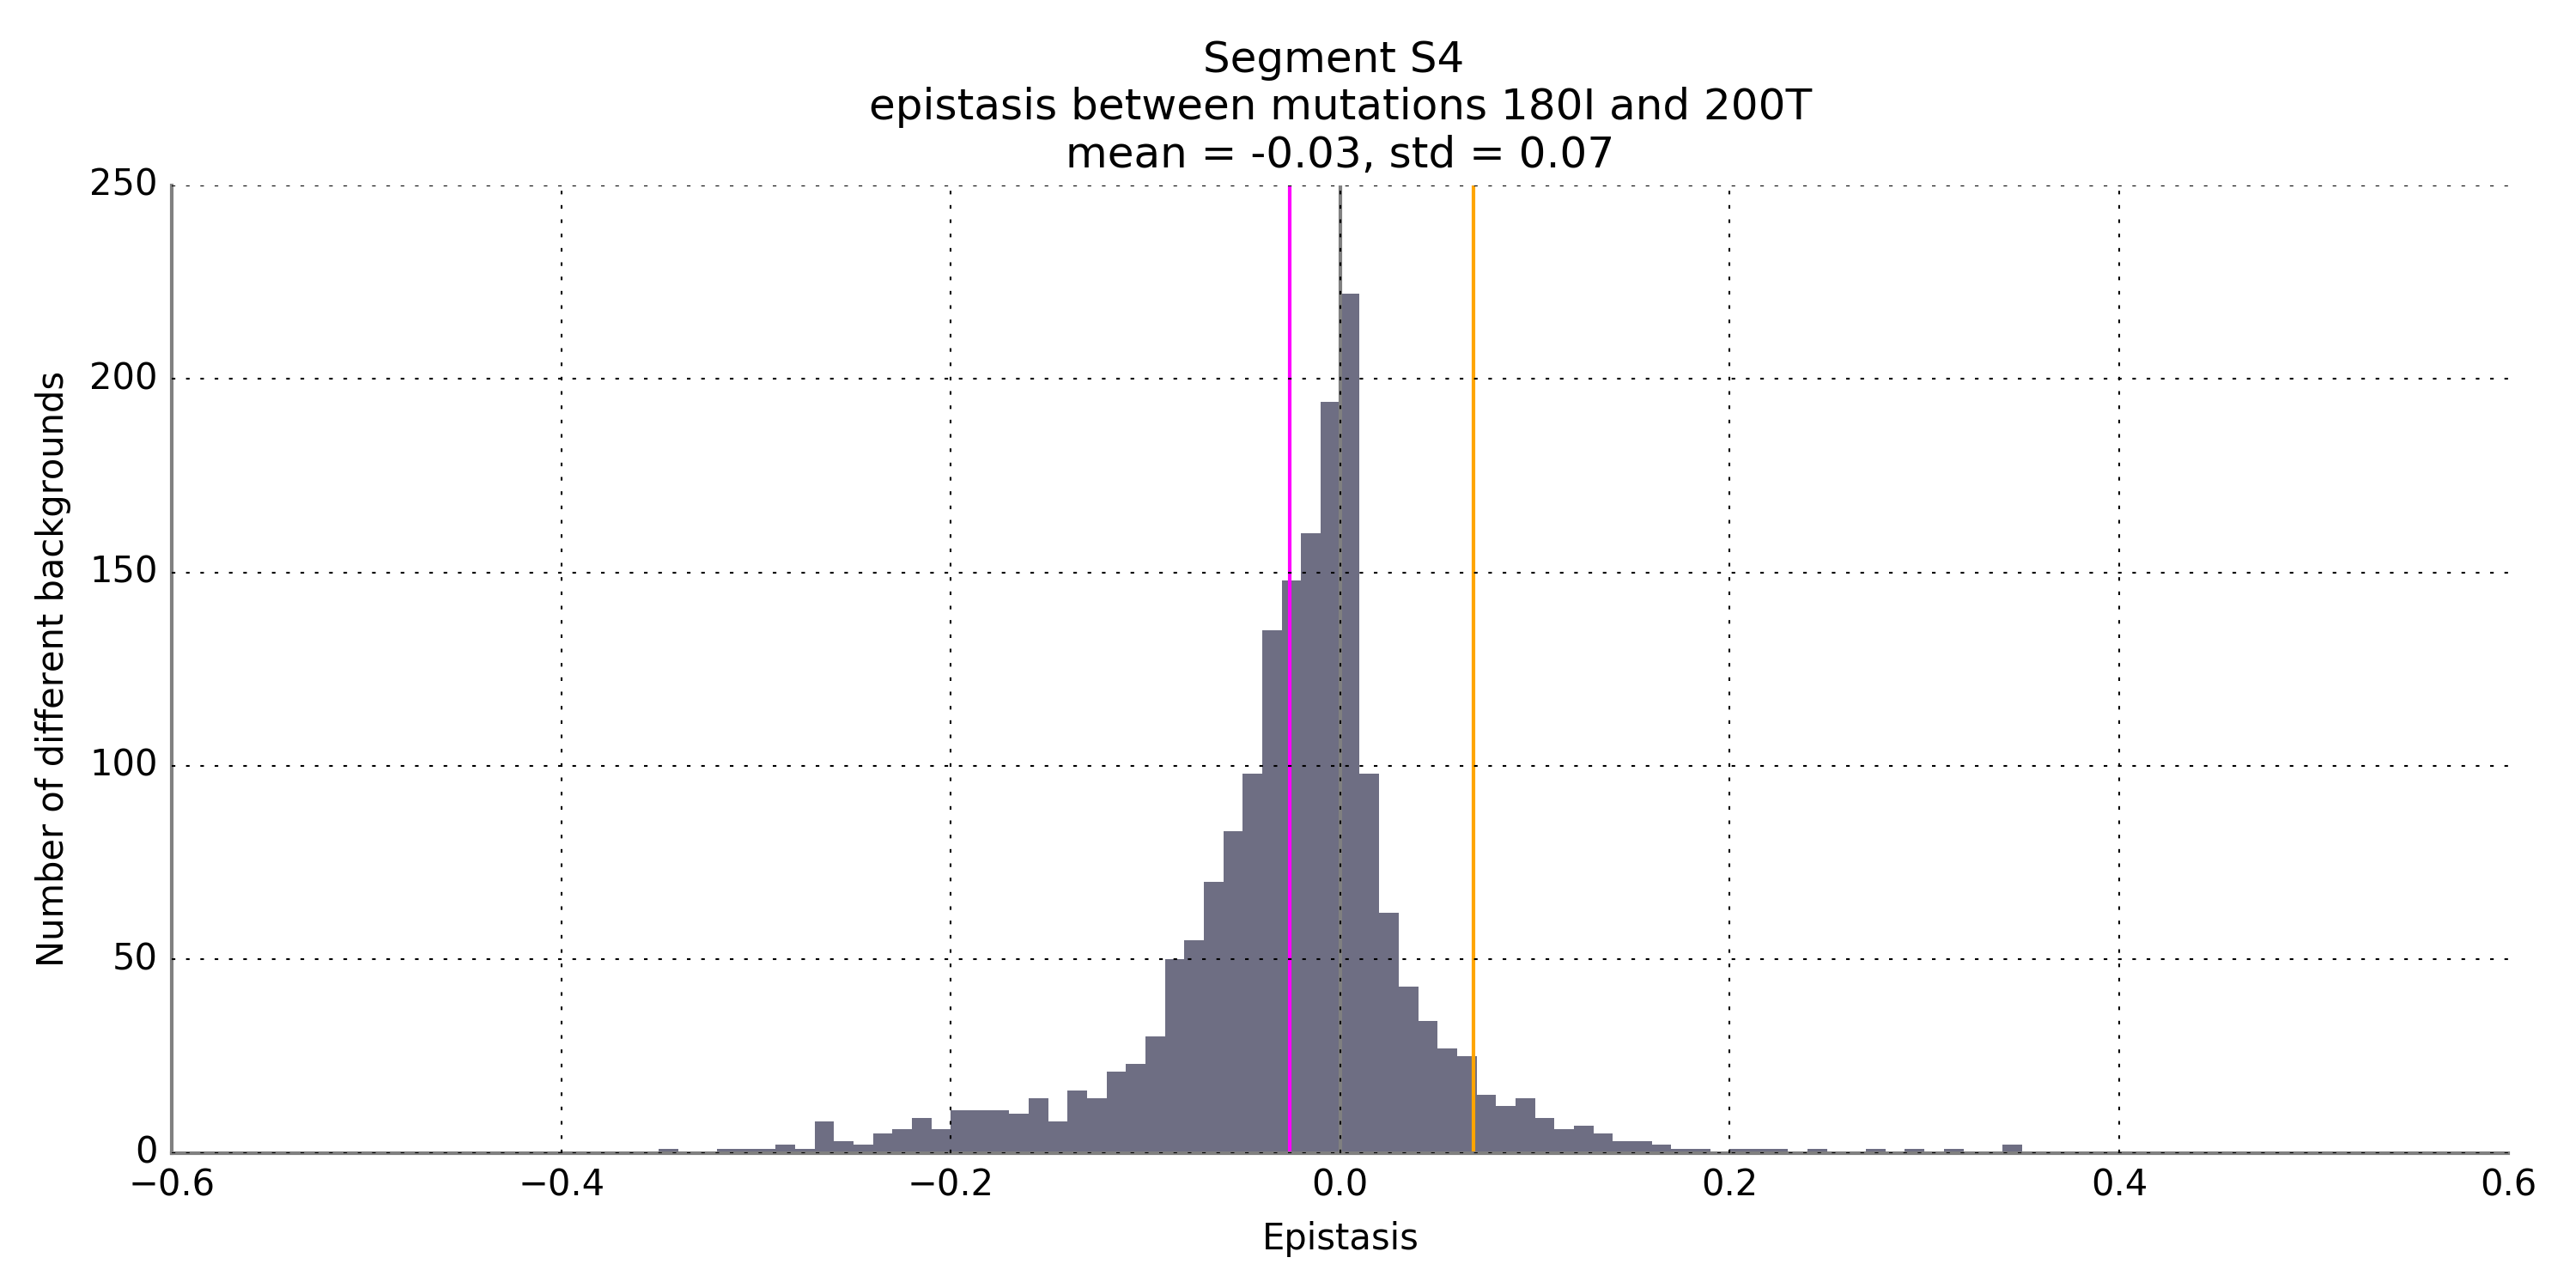 Segment S4
epistasis between mutations 180I and 200T
mean = -0.03, std = 0.07
250
200
150
100
50
0
Number of different backgrounds
−0.6
−0.4
−0.2
0.0
0.2
0.4
0.6
Epistasis